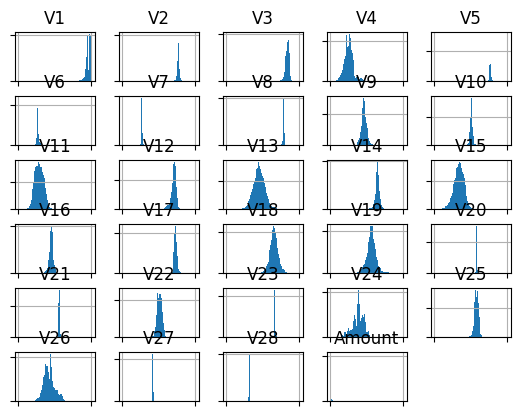 V1 V2 V3 V4 V5
V6 V7 V8 V9 V10
V11 V12 V13 V14 V15
V16 V17 V18 V19 V20
V21 V22 V23 V24 V25
V26 V27 V28 Amount